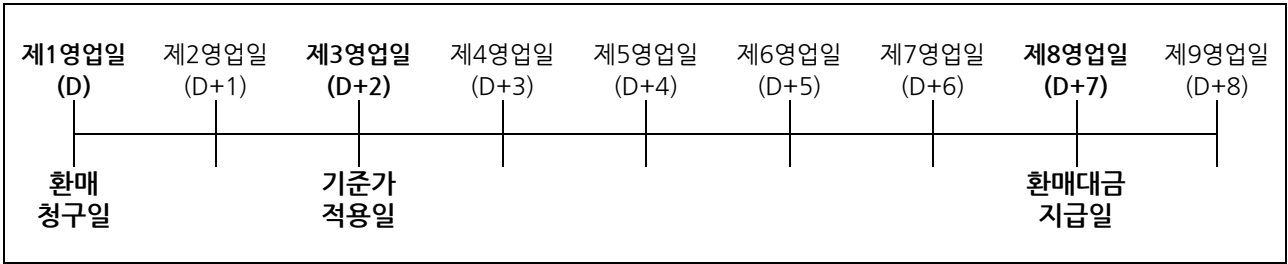 제1영업일 제2영업일 제3영업일 제4영업일 제5영업일 제6영업일 제7영업일 제8영업일 제9영업일
(D) (D+1) (D+2) (D+3) (D+4) (D+5) (D+6) (D+7) (D+8)
환매 기준가 환매대금
청구일 적용일 지급일